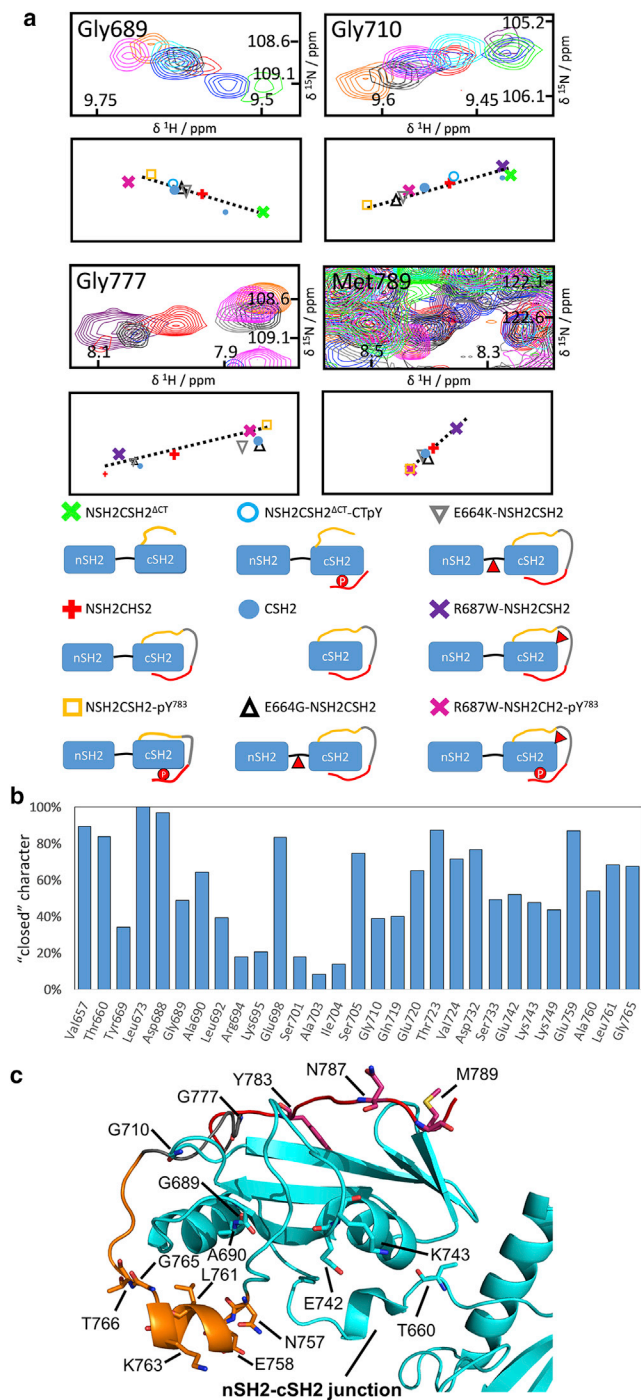 a
Gly689
108.6
109.1
9.75
9.5
δ ¹H / ppm
δ ¹⁵N / ppm
Gly710
105.2
106.1
9.6
9.45
δ ¹H / ppm
δ ¹⁵N / ppm
Gly777
108.6
109.1
8.1
7.9
δ ¹H / ppm
δ ¹⁵N / ppm
Met789
122.1
122.6
8.5
8.3
δ ¹H / ppm
δ ¹⁵N / ppm
NSH2CSH2ΔCT
NSH2CSH2ΔCT-CTpY
E664K-NSH2CSH2
nSH2 cSH2
nSH2 cSH2 P
nSH2 cSH2
NSH2CHS2
CSH2
R687W-NSH2CSH2
nSH2 cSH2
cSH2
nSH2 cSH2
NSH2CSH2-pY⁷⁸³
E664G-NSH2CSH2
R687W-NSH2CH2-pY⁷⁸³
nSH2 cSH2 P
nSH2 cSH2
nSH2 cSH2 P
b
"closed" character
100%
80%
60%
40%
20%
0%
Val657
Thr660
Tyr669
Leu673
Asp688
Gly689
Ala690
Leu692
Arg694
Lys695
Glu698
Ser701
Ala703
Ile704
Ser705
Gly710
Gln719
Glu720
Thr723
Val724
Asp732
Ser733
Glu742
Lys743
Lys749
Glu759
Ala760
Leu761
Gly765
c
N787
Y783
M789
G777
G710
G689
A690
G765
L761
K743
E742
T766
T660
N757
K763
E758
nSH2-cSH2 junction